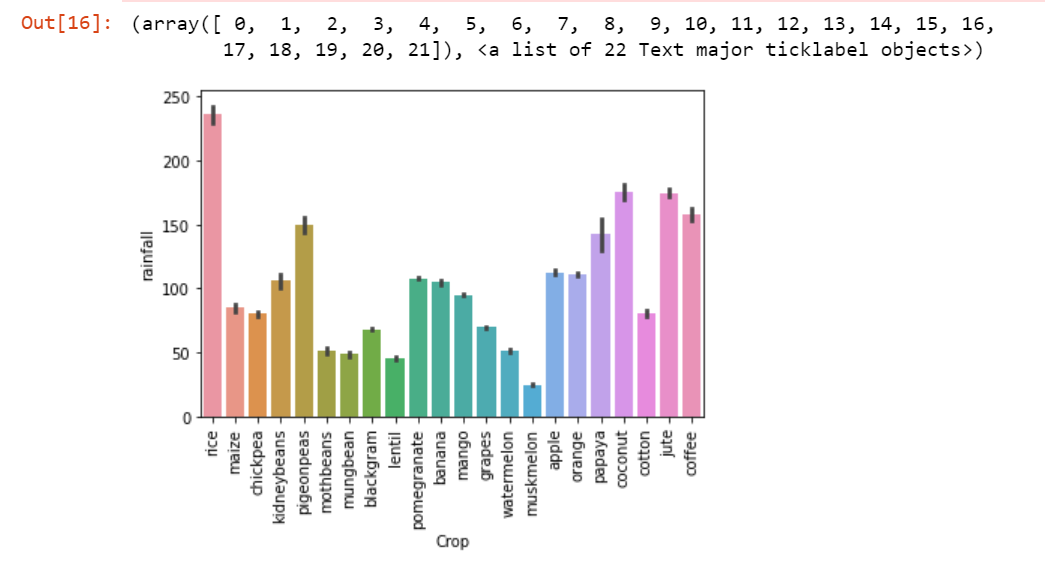 Out[16]: (array([ 0, 1, 2, 3, 4, 5, 6, 7, 8, 9, 10, 11, 12, 13, 14, 15, 16,
17, 18, 19, 20, 21]), <a list of 22 Text major ticklabel objects>)
250
200
150
100
50
0
rainfall
rice
maize
chickpea
kidneybeans
pigeonpeas
mothbeans
mungbean
blackgram
lentil
pomegranate
banana
mango
grapes
watermelon
muskmelon
apple
orange
papaya
coconut
cotton
jute
coffee
Crop